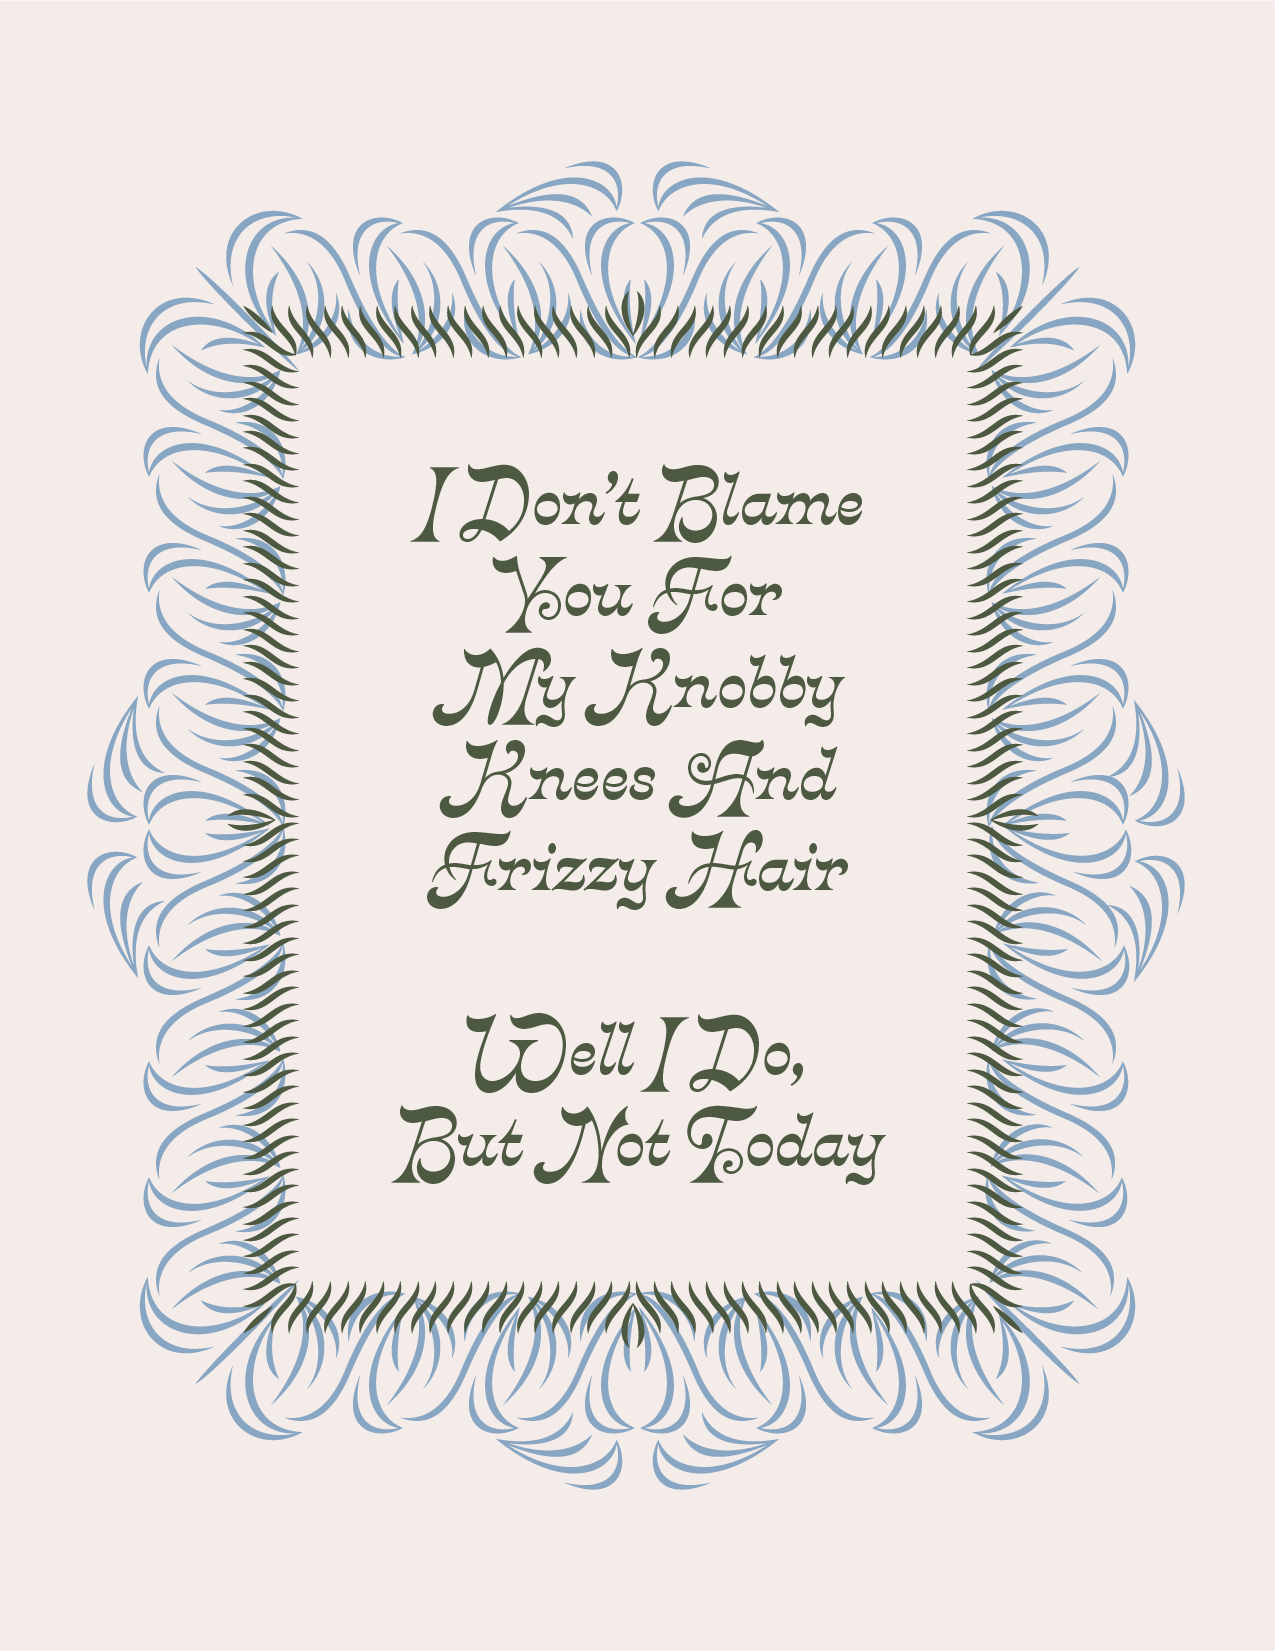 I Don't Blame
You For
My Knobby
Knees And
Frizzy Hair
Well I Do,
But Not Today